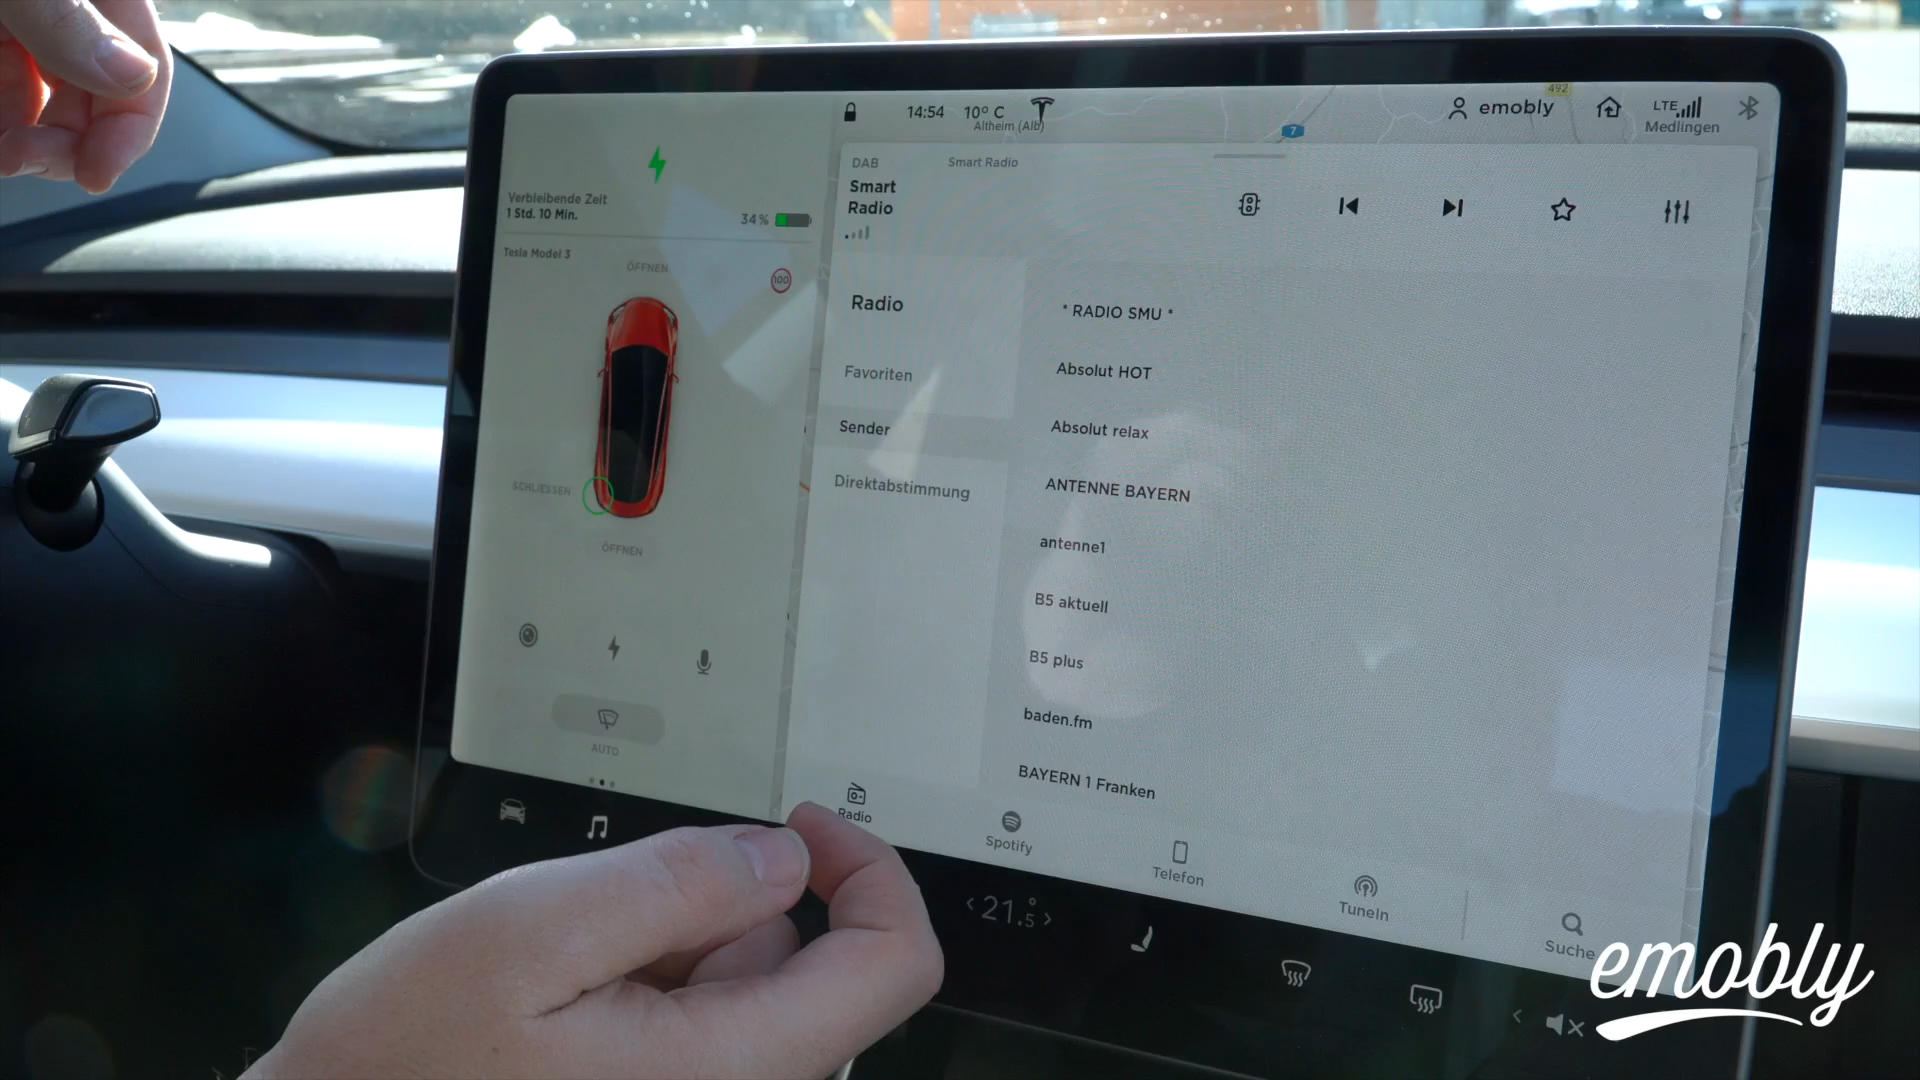 14:54
10° C
Altheim (Alb)
492
7
emobly
LTE
Medlingen
Verbleibende Zeit
1 Std. 10 Min.
34 %
Tesla Model 3
ÖFFNEN
100
SCHLIESSEN
ÖFFNEN
AUTO
DAB
Smart Radio
Smart
Radio
Radio
Favoriten
Sender
Direktabstimmung
* RADIO SMU *
Absolut HOT
Absolut relax
ANTENNE BAYERN
antenne1
B5 aktuell
B5 plus
baden.fm
BAYERN 1 Franken
Radio
Spotify
Telefon
TuneIn
Suche
< 21.5° >
emobly